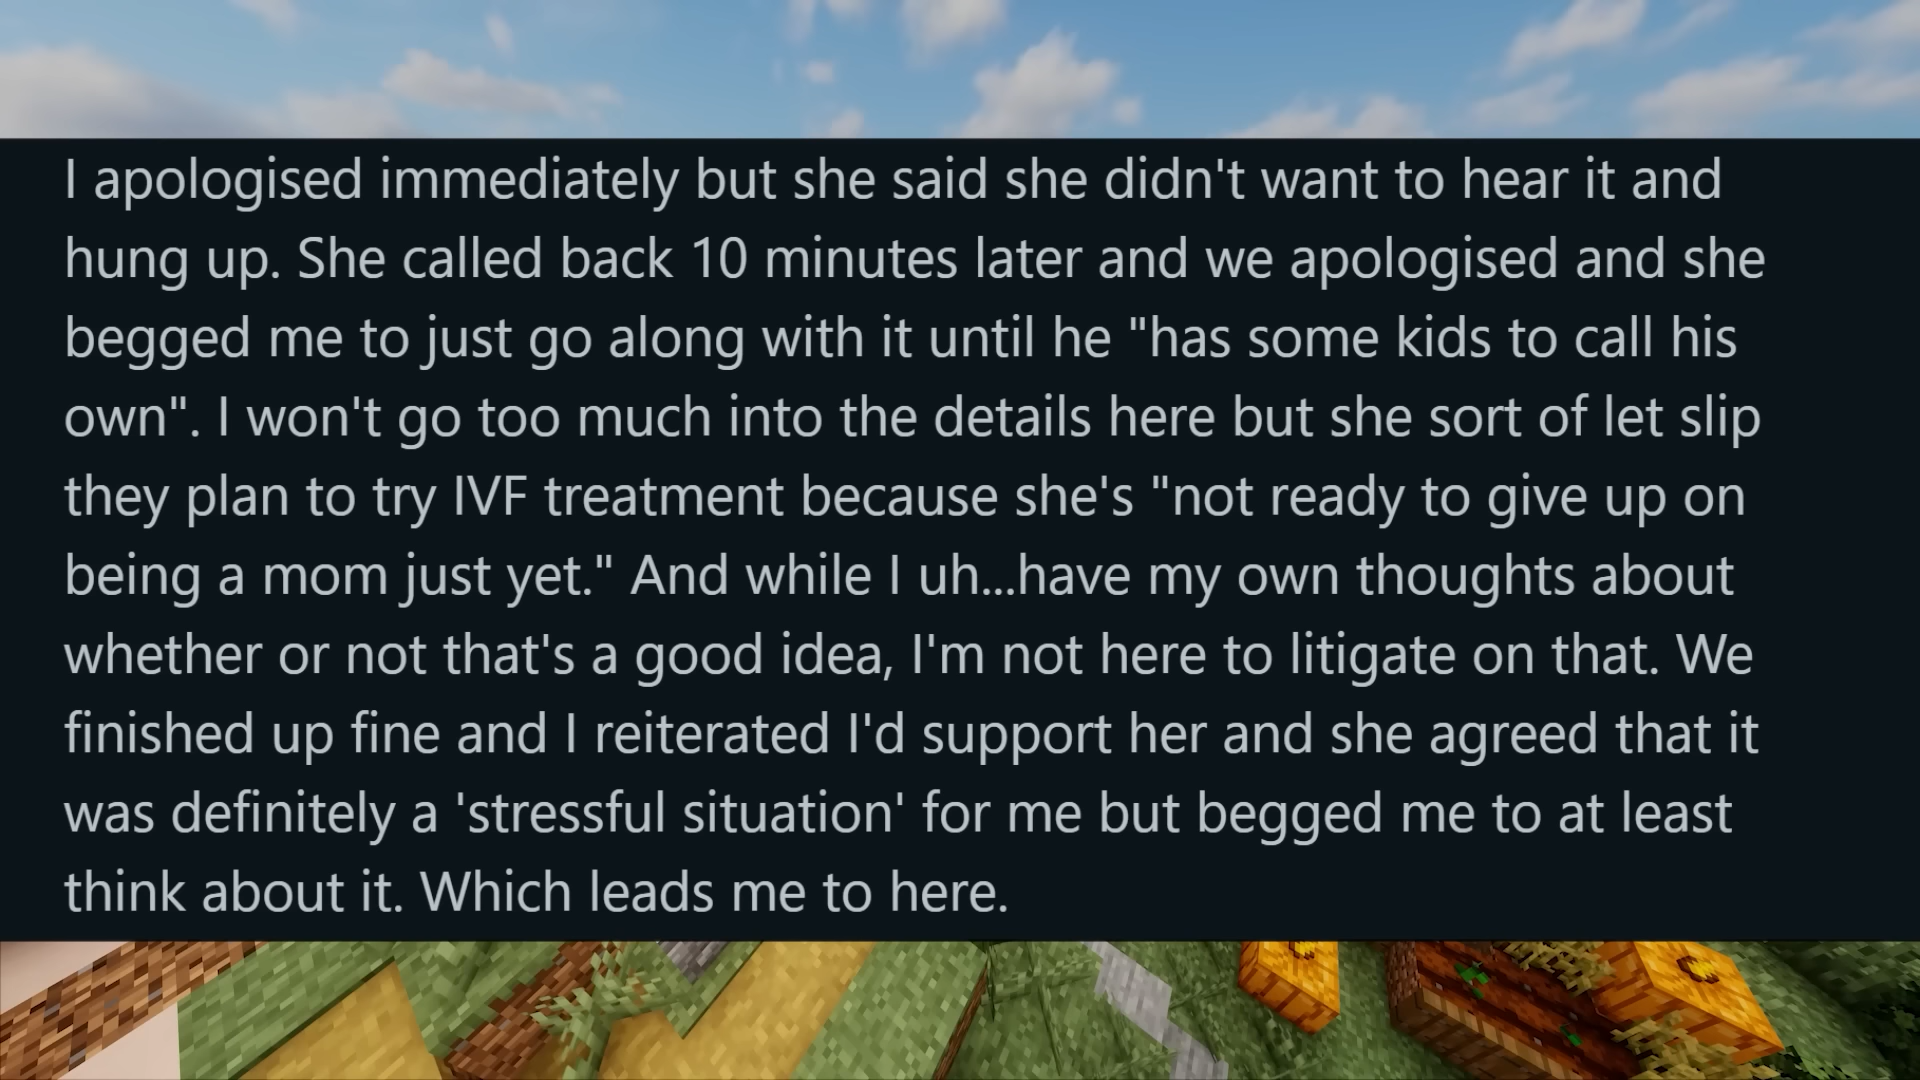 I apologised immediately but she said she didn't want to hear it and
hung up. She called back 10 minutes later and we apologised and she
begged me to just go along with it until he "has some kids to call his
own". I won't go too much into the details here but she sort of let slip
they plan to try IVF treatment because she's "not ready to give up on
being a mom just yet." And while I uh...have my own thoughts about
whether or not that's a good idea, I'm not here to litigate on that. We
finished up fine and I reiterated I'd support her and she agreed that it
was definitely a 'stressful situation' for me but begged me to at least
think about it. Which leads me to here.